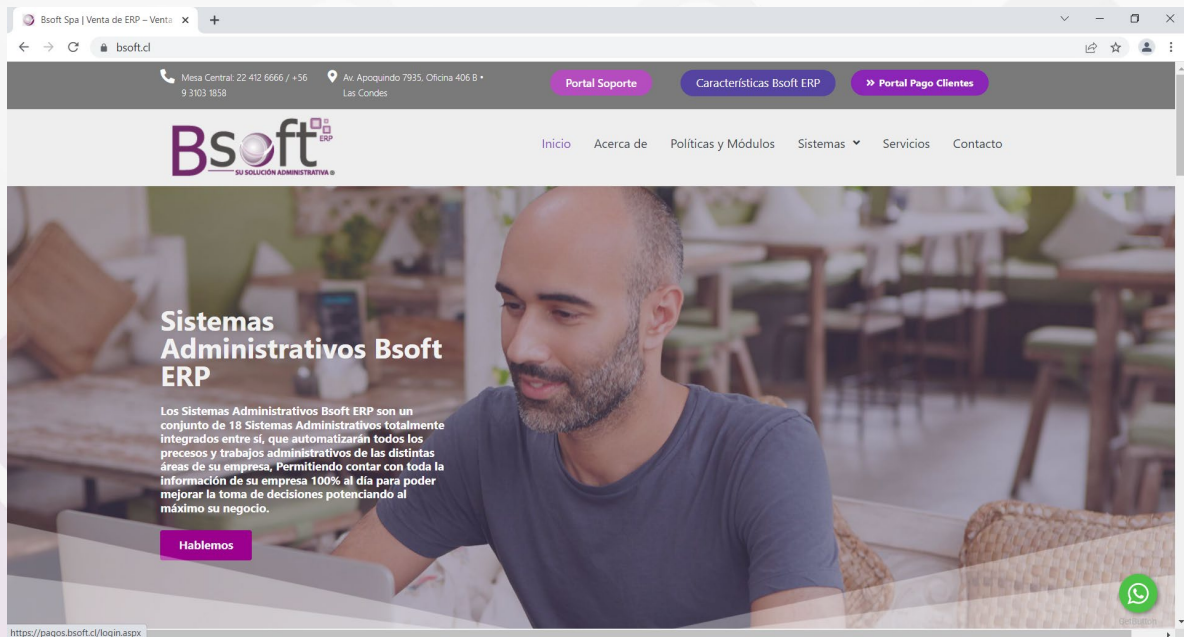 Bsoft Spa | Venta de ERP – Venta
bsoft.cl
Mesa Central: 22 412 6666 / +56
9 3103 1858
Av. Apoquindo 7935, Oficina 406 B •
Las Condes
Portal Soporte
Características Bsoft ERP
Portal Pago Clientes
Bsoft
ERP
SU SOLUCIÓN ADMINISTRATIVA ®
Inicio
Acerca de
Políticas y Módulos
Sistemas
Servicios
Contacto
Sistemas
Administrativos Bsoft
ERP
Los Sistemas Administrativos Bsoft ERP son un
conjunto de 18 Sistemas Administrativos totalmente
integrados entre sí, que automatizarán todos los
precesos y trabajos administrativos de las distintas
áreas de su empresa, Permitiendo contar con toda la
información de su empresa 100% al día para poder
mejorar la toma de decisiones potenciando al
máximo su negocio.
Hablemos
https://pagos.bsoft.cl/login.aspx